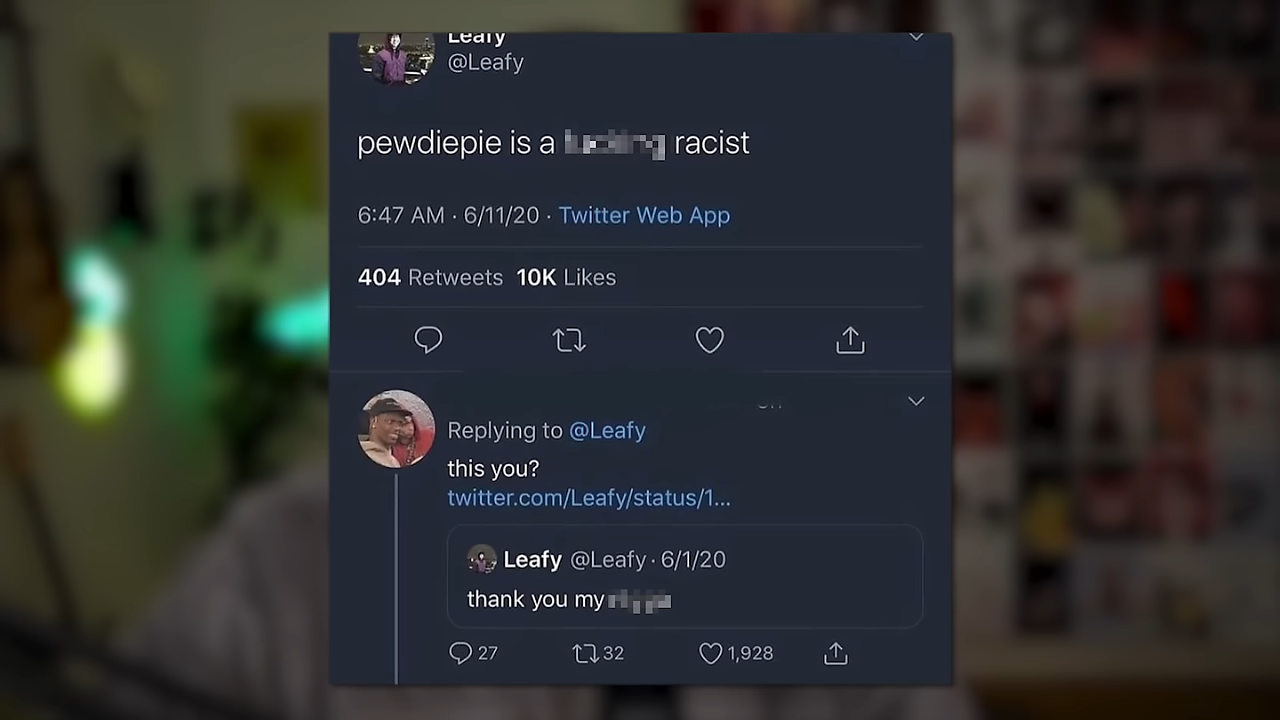 Leafy
@Leafy
pewdiepie is a racist
6:47 AM · 6/11/20 · Twitter Web App
404 Retweets 10K Likes
Replying to @Leafy
this you?
twitter.com/Leafy/status/1...
Leafy @Leafy · 6/1/20
thank you my
27 32 1,928